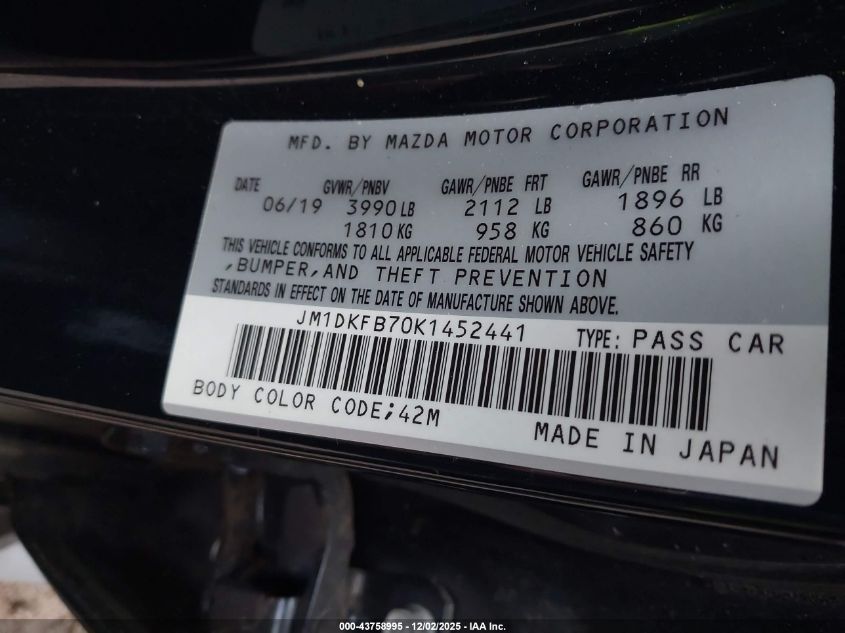 MFD. BY MAZDA MOTOR CORPORATION
DATE GVWR/PNBV GAWR/PNBE FRT GAWR/PNBE RR
06/19 3990 LB 2112 LB 1896 LB
1810 KG 958 KG 860 KG
THIS VEHICLE CONFORMS TO ALL APPLICABLE FEDERAL MOTOR VEHICLE SAFETY
,BUMPER,AND THEFT PREVENTION
STANDARDS IN EFFECT ON THE DATE OF MANUFACTURE SHOWN ABOVE.
JM1DKFB70K1452441 TYPE: PASS CAR
BODY COLOR CODE;42M
MADE IN JAPAN
000-43758995 - 12/02/2025 - IAA Inc.